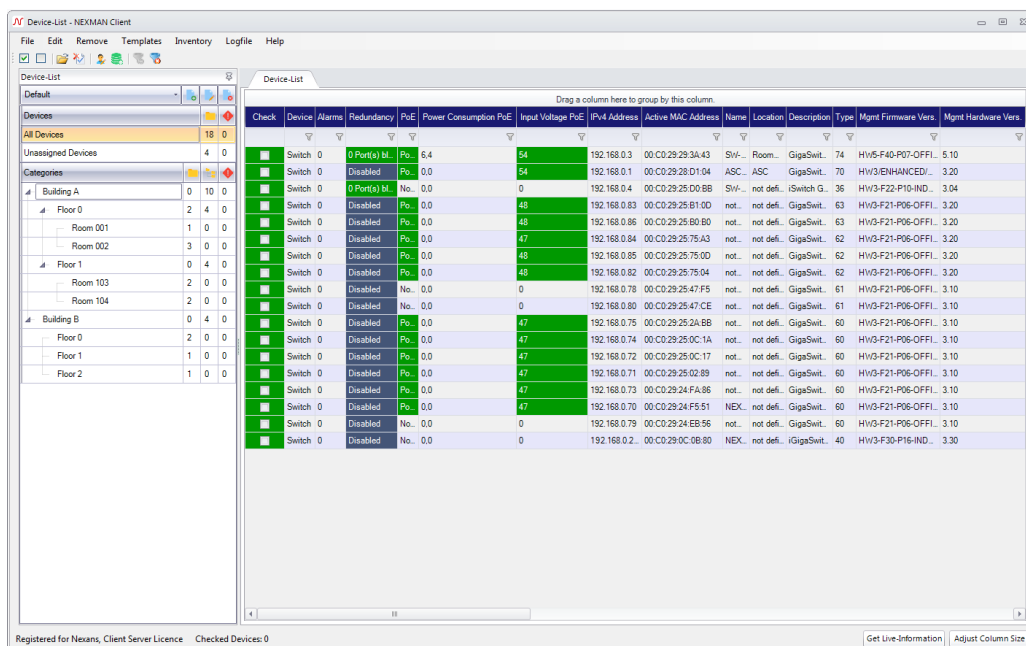 Device-List - NEXMAN Client
File Edit Remove Templates Inventory Logfile Help
Device-List
Default
Devices
All Devices 18 0
Unassigned Devices 4 0
Categories
Building A 0 10 0
Floor 0 2 4 0
Room 001 1 0 0
Room 002 3 0 0
Floor 1 0 4 0
Room 103 2 0 0
Room 104 2 0 0
Building B 0 4 0
Floor 0 2 0 0
Floor 1 1 0 0
Floor 2 1 0 0
Device-List
Drag a column here to group by this column.
Check Device Alarms Redundancy PoE Power Consumption PoE Input Voltage PoE IPv4 Address Active MAC Address Name Location Description Type Mgmt Firmware Vers. Mgmt Hardware Vers.
Switch 0 0 Port(s) bl... Po... 6,4 54 192.168.0.3 00:C0:29:29:3A:43 SW-... Room... GigaSwit... 74 HW5-F40-P07-OFFI... 5.10
Switch 0 Disabled Po... 0,0 54 192.168.0.1 00:C0:29:28:D1:04 ASC... ASC GigaSwit... 70 HW3/ENHANCED/... 3.20
Switch 0 0 Port(s) bl... No... 0,0 0 192.168.0.4 00:C0:29:25:D0:BB SW-... not defi... iSwitch G... 36 HW3-F22-P10-IND... 3.04
Switch 0 Disabled Po... 0,0 48 192.168.0.83 00:C0:29:25:B1:0D not... not defi... GigaSwit... 63 HW3-F21-P06-OFFI... 3.20
Switch 0 Disabled Po... 0,0 48 192.168.0.86 00:C0:29:25:B0:B0 not... not defi... GigaSwit... 63 HW3-F21-P06-OFFI... 3.20
Switch 0 Disabled Po... 0,0 47 192.168.0.84 00:C0:29:25:75:A3 not... not defi... GigaSwit... 62 HW3-F21-P06-OFFI... 3.20
Switch 0 Disabled Po... 0,0 48 192.168.0.85 00:C0:29:25:75:0D not... not defi... GigaSwit... 62 HW3-F21-P06-OFFI... 3.20
Switch 0 Disabled Po... 0,0 48 192.168.0.82 00:C0:29:25:75:04 not... not defi... GigaSwit... 62 HW3-F21-P06-OFFI... 3.20
Switch 0 Disabled No... 0,0 0 192.168.0.78 00:C0:29:25:47:F5 not... not defi... GigaSwit... 61 HW3-F21-P06-OFFI... 3.10
Switch 0 Disabled No... 0,0 0 192.168.0.80 00:C0:29:25:47:CE not... not defi... GigaSwit... 61 HW3-F21-P06-OFFI... 3.10
Switch 0 Disabled Po... 0,0 47 192.168.0.75 00:C0:29:25:2A:BB not... not defi... GigaSwit... 60 HW3-F21-P06-OFFI... 3.10
Switch 0 Disabled Po... 0,0 47 192.168.0.74 00:C0:29:25:0C:1A not... not defi... GigaSwit... 60 HW3-F21-P06-OFFI... 3.10
Switch 0 Disabled Po... 0,0 47 192.168.0.72 00:C0:29:25:0C:17 not... not defi... GigaSwit... 60 HW3-F21-P06-OFFI... 3.10
Switch 0 Disabled Po... 0,0 47 192.168.0.71 00:C0:29:25:02:89 not... not defi... GigaSwit... 60 HW3-F21-P06-OFFI... 3.10
Switch 0 Disabled Po... 0,0 47 192.168.0.73 00:C0:29:24:FA:86 not... not defi... GigaSwit... 60 HW3-F21-P06-OFFI... 3.10
Switch 0 Disabled Po... 0,0 47 192.168.0.70 00:C0:29:24:F5:51 NEX... not defi... GigaSwit... 60 HW3-F21-P06-OFFI... 3.10
Switch 0 Disabled No... 0,0 0 192.168.0.79 00:C0:29:24:EB:56 not... not defi... GigaSwit... 60 HW3-F21-P06-OFFI... 3.10
Switch 0 Disabled No... 0,0 0 192.168.0.2... 00:C0:29:0C:0B:80 NEX... not defi... iGigaSwit... 40 HW3-F30-P16-IND... 3.30
Registered for Nexans, Client Server Licence Checked Devices: 0 Get Live-Information Adjust Column Size